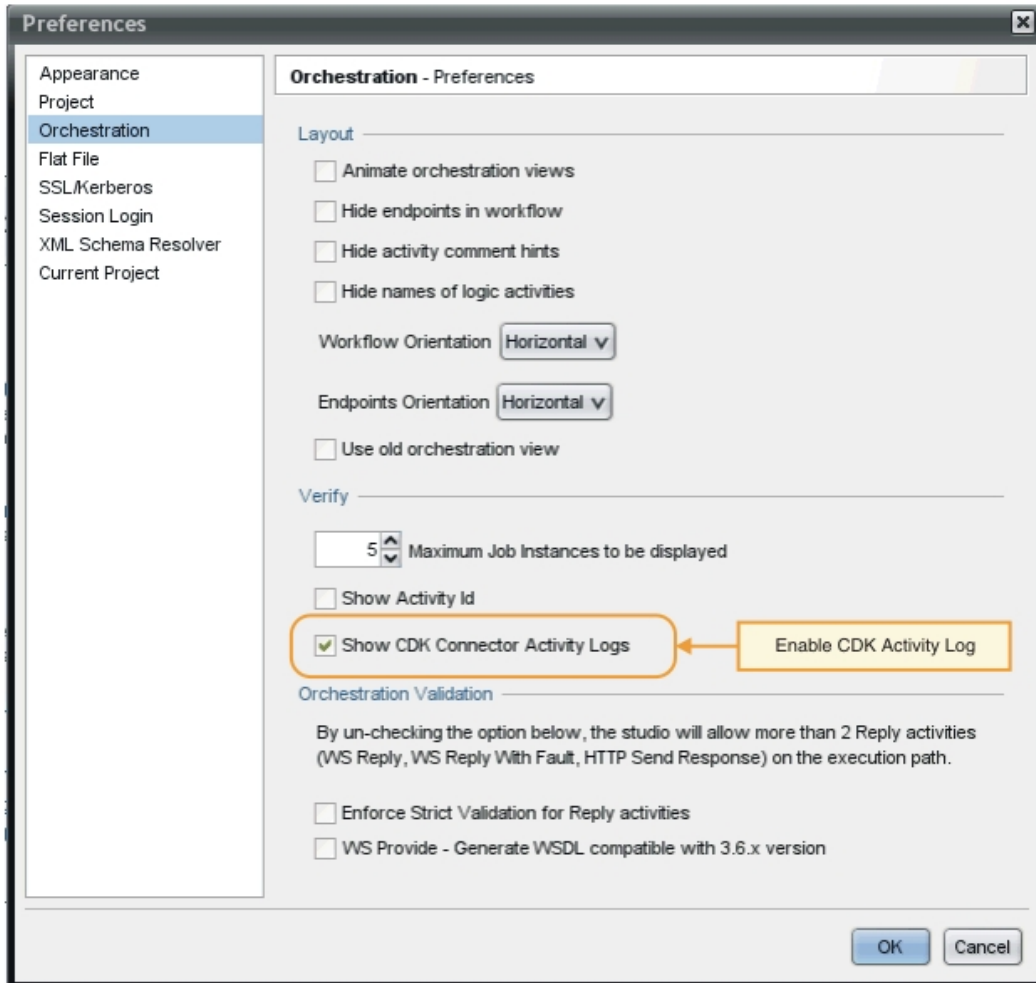 Preferences
Appearance
Project
Orchestration
Flat File
SSL/Kerberos
Session Login
XML Schema Resolver
Current Project
Orchestration - Preferences
Layout
Animate orchestration views
Hide endpoints in workflow
Hide activity comment hints
Hide names of logic activities
Workflow Orientation Horizontal
Endpoints Orientation Horizontal
Use old orchestration view
Verify
5 Maximum Job Instances to be displayed
Show Activity Id
Show CDK Connector Activity Logs
Enable CDK Activity Log
Orchestration Validation
By un-checking the option below, the studio will allow more than 2 Reply activities
(WS Reply, WS Reply With Fault, HTTP Send Response) on the execution path.
Enforce Strict Validation for Reply activities
WS Provide - Generate WSDL compatible with 3.6.x version
OK Cancel